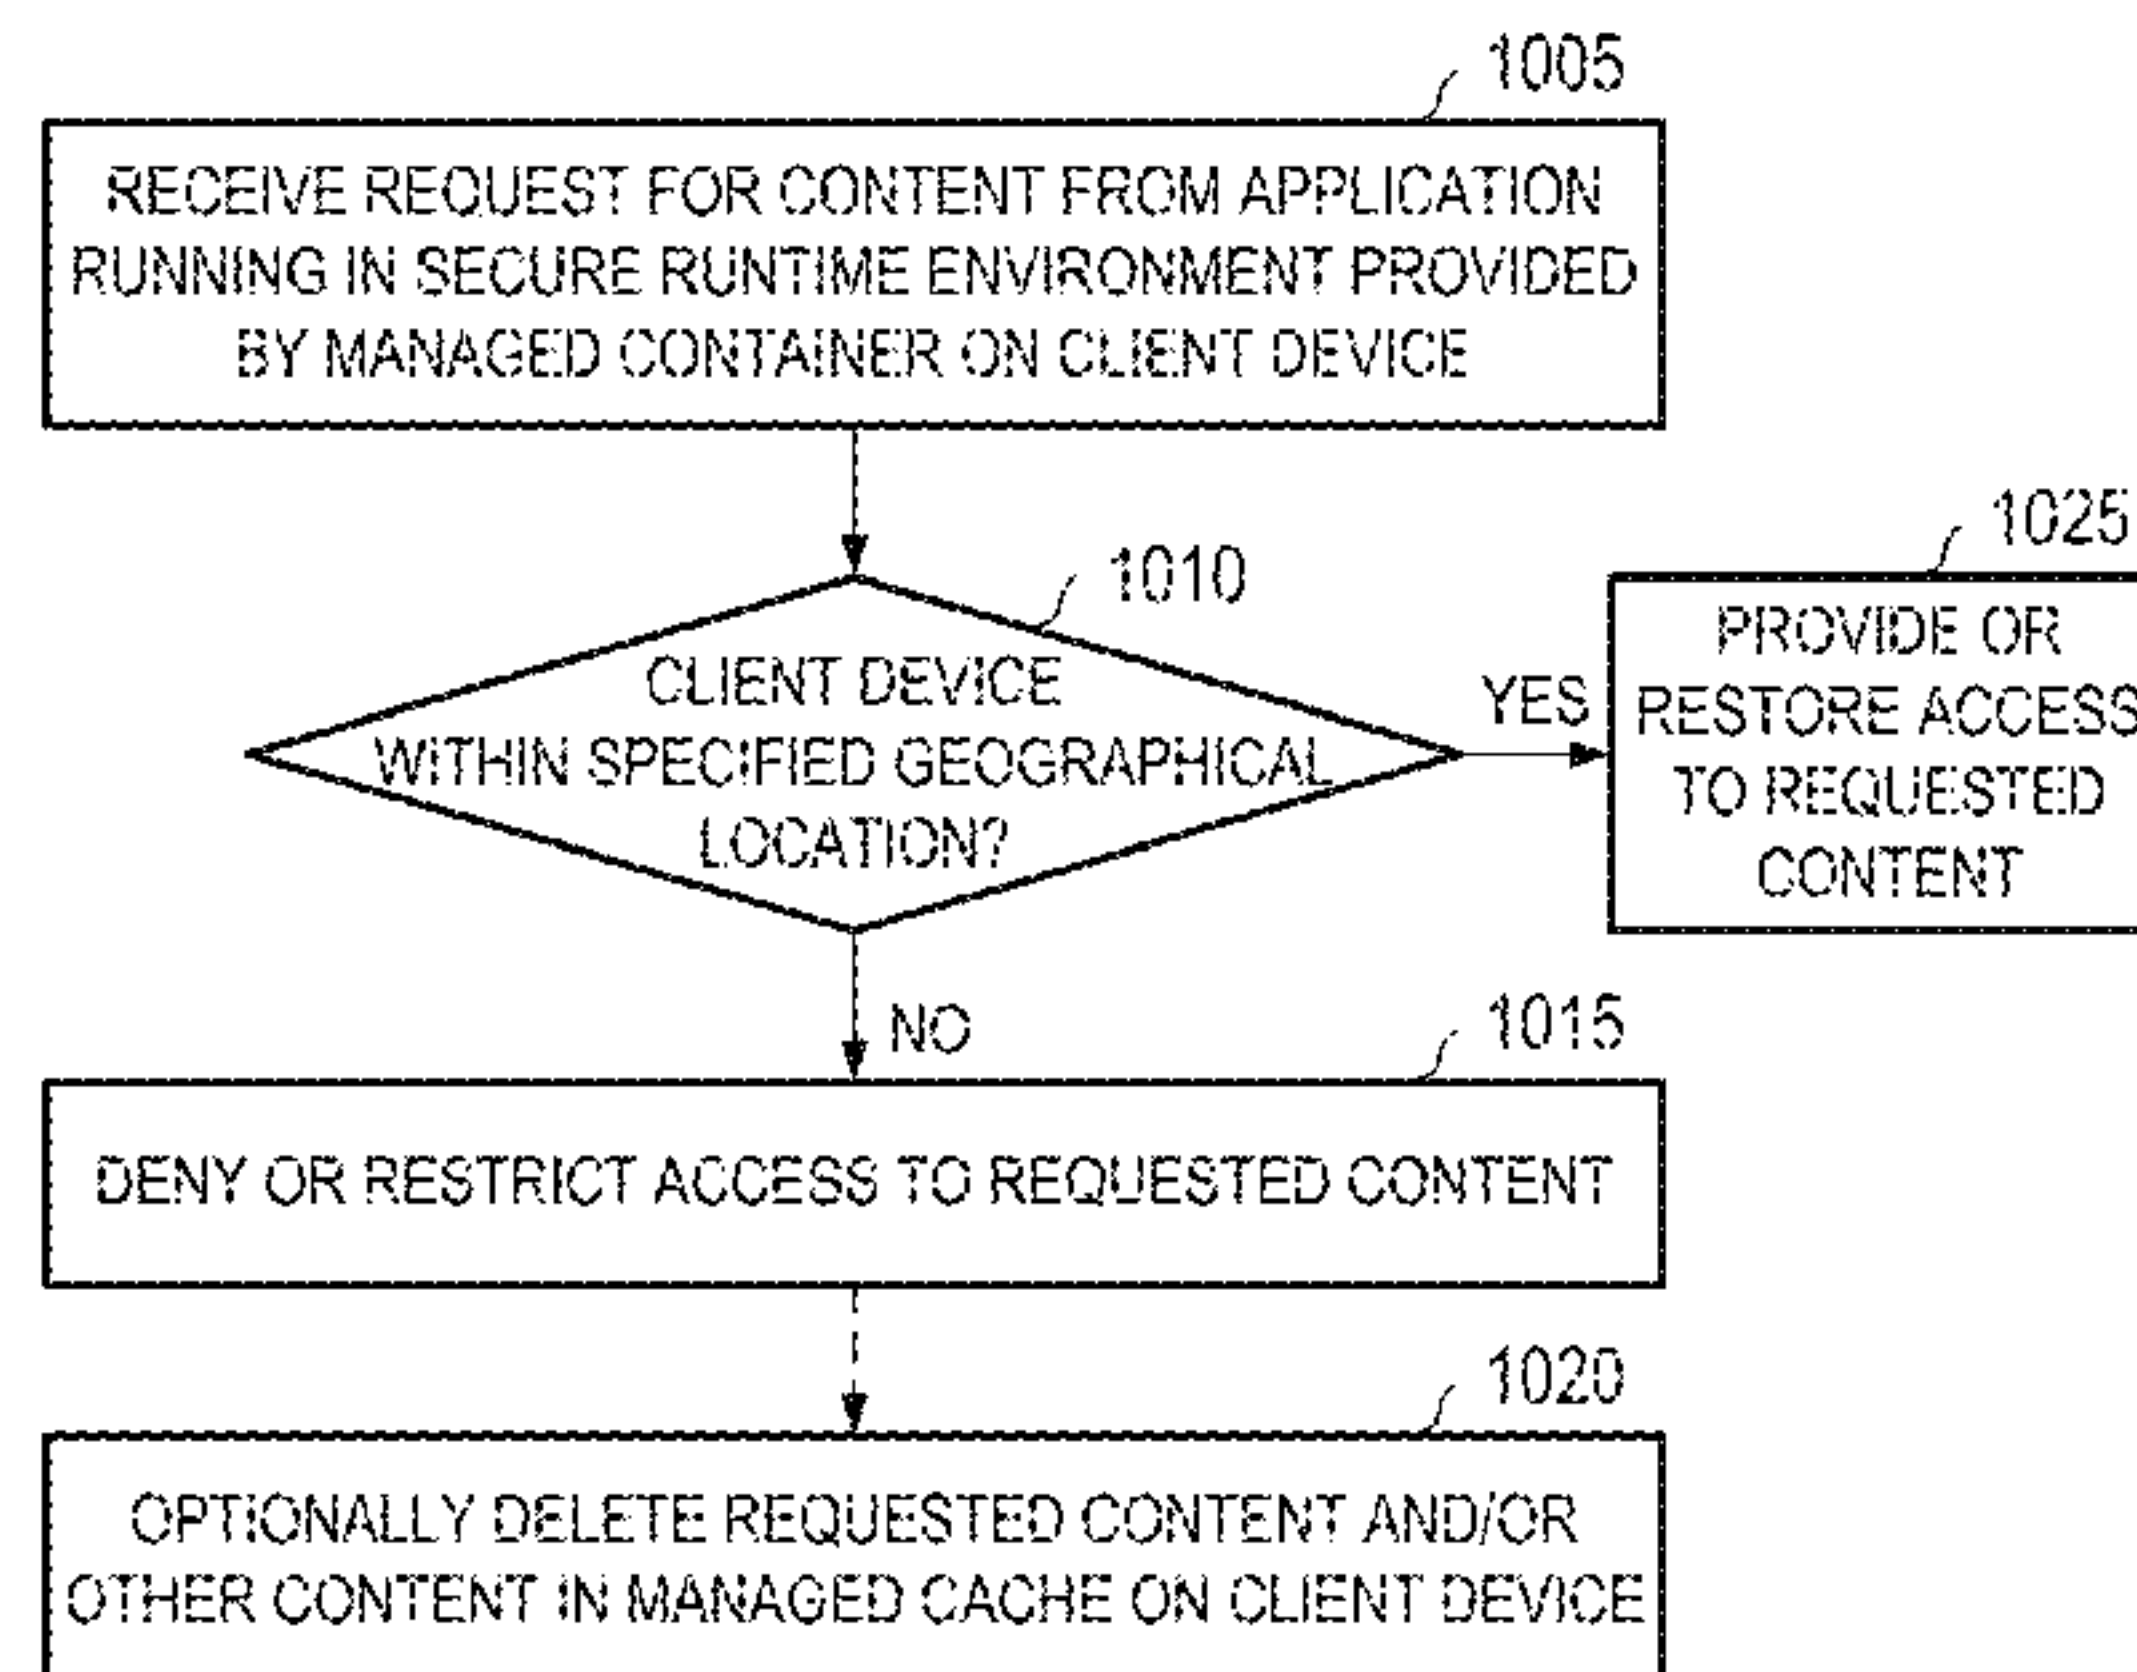 1005
RECEIVE REQUEST FOR CONTENT FROM APPLICATION
RUNNING IN SECURE RUNTIME ENVIRONMENT PROVIDED
BY MANAGED CONTAINER ON CLIENT DEVICE
1010
CLIENT DEVICE
WITHIN SPECIFIED GEOGRAPHICAL
LOCATION?
YES
1025
PROVIDE OR
RESTORE ACCESS
TO REQUESTED
CONTENT
NO
1015
DENY OR RESTRICT ACCESS TO REQUESTED CONTENT
1020
OPTIONALLY DELETE REQUESTED CONTENT AND/OR
OTHER CONTENT IN MANAGED CACHE ON CLIENT DEVICE